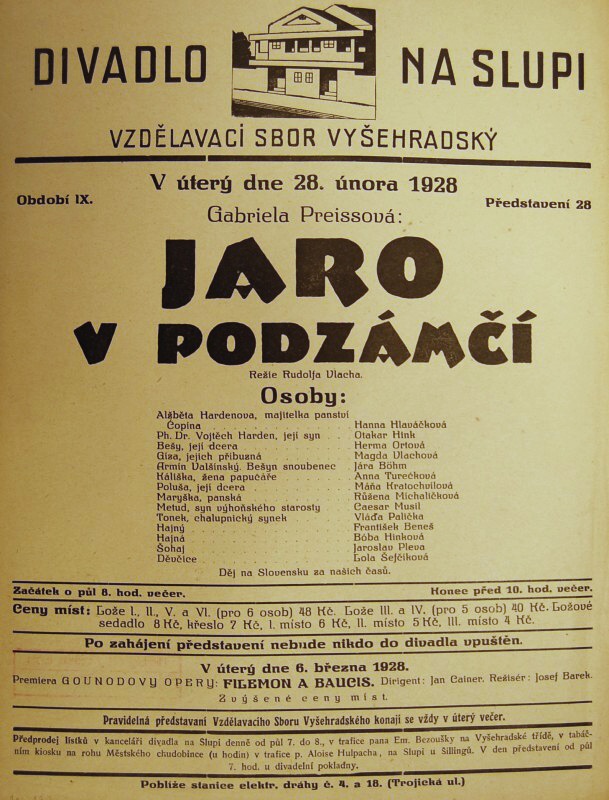 DIVADLO NA SLUPI
VZDĚLAVACÍ SBOR VYŠEHRADSKÝ
V úterý dne 28. února 1928
Období IX.
Představení 28
Gabriela Preissová:
JARO
V PODZÁMČÍ
Režie Rudolfa Vlacha.
Osoby:
Alžběta Hardenova, majitelka panství
Čopina . . . Hanna Hlaváčková
Ph. Dr. Vojtěch Harden, její syn . . Otakar Hink
Bešy, její dcera . . . Herma Ortová
Giza, jejich příbuzná . . . Magda Vlachová
Armín Valšínský, Bešyn snoubenec . Jára Böhm
Káliška, žena papučáře . . . Anna Turečková
Poluša, její dcera . . . Máňa Kratochvílová
Maryška, panská . . . Růžena Michaličková
Metud, syn výhoňského starosty . Caesar Musil
Tonek, chalupnický synek . . . Vláďa Palička
Hajný . . . František Beneš
Hajná . . . Bóba Hinková
Šohaj . . . Jaroslav Pleva
Děvčice . . . Lola Šejčíková
Děj na Slovensku za našich časů.
Začátek o půl 8. hod. večer. Konec před 10. hod. večer.
Ceny míst: Lože I., II., V. a VI. (pro 6 osob) 48 Kč. Lože III. a IV. (pro 5 osob) 40 Kč. Ložové
sedadlo 8 Kč, křeslo 7 Kč, I. místo 6 Kč, II. místo 5 Kč, III. místo 4 Kč.
Po zahájení představení nebude nikdo do divadla vpuštěn.
V úterý dne 6. března 1928.
Premiera GOUNODOVY OPERY: FILEMON A BAUCIS. Dirigent: Jan Cainer. Režisér: Josef Barek.
Zvýšené ceny míst.
Pravidelná představaní Vzdělavacího Sboru Vyšehradského konají se vždy v úterý večer.
Předprodej lístků v kanceláři divadla na Slupi denně od půl 7. do 8., v trafice pana Em. Bezoušky na Vyšehradské třídě, v tabáč-
ním kiosku na rohu Městského chudobince (u hodin) v trafice p. Aloise Hulpacha, na Slupi u Šillingů. V den představení od půl
7. hod. u divadelní pokladny.
Poblíže stanice elektr. dráhy č. 4 a 18. (Trojická ul.)